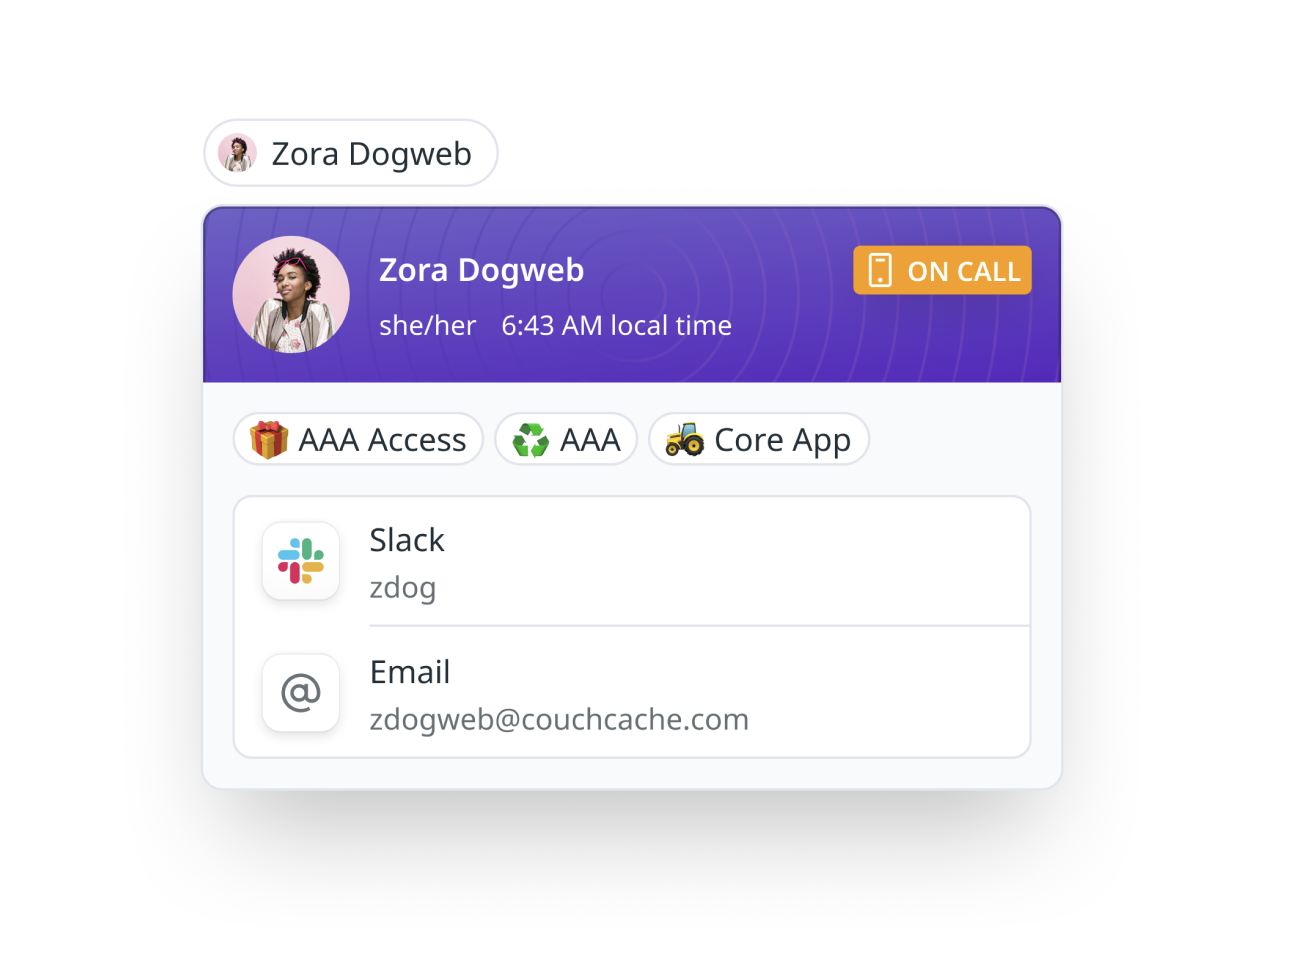 Zora Dogweb
Zora Dogweb
ON CALL
she/her 6:43 AM local time
AAA Access AAA Core App
Slack
zdog
@ Email
zdogweb@couchcache.com